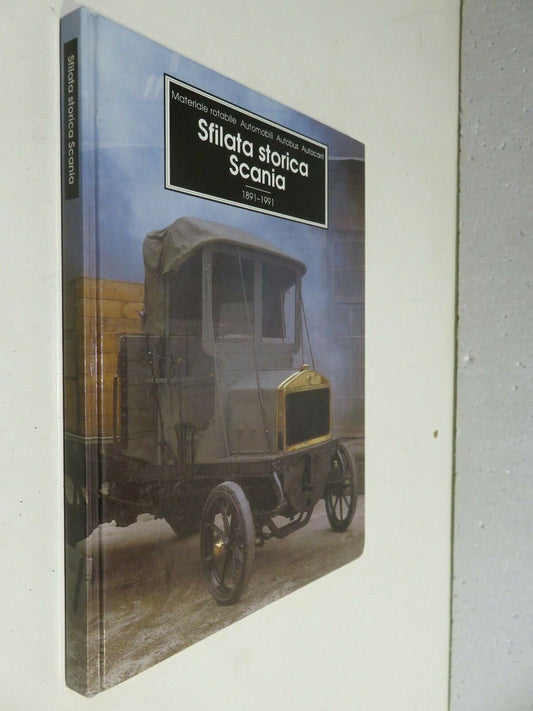 Sfilata storica Scania
Materiale rotabile Automobili Autobus Autocarri
Sfilata storica
Scania
1891-1991